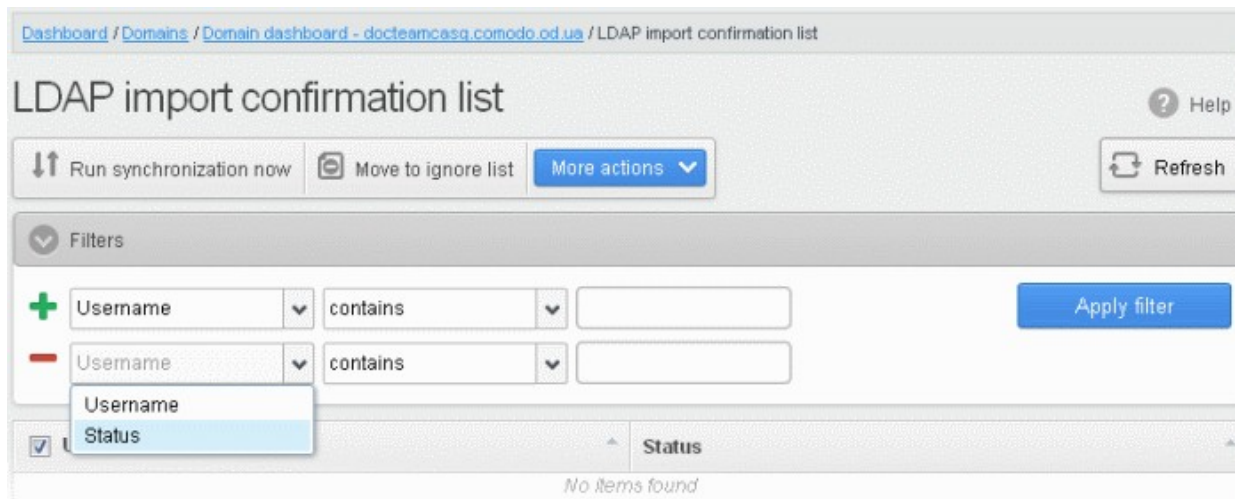 Dashboard / Domains / Domain dashboard - docteamcasg.comodo.od.ua / LDAP import confirmation list
LDAP import confirmation list
Help
Run synchronization now Move to ignore list More actions Refresh
Filters
Username contains Apply filter
Username contains
Username
Status
U Status
No items found